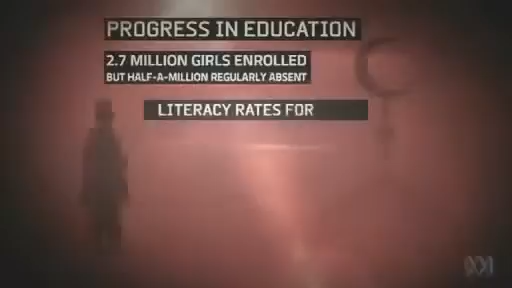 PROGRESS IN EDUCATION
2.7 MILLION GIRLS ENROLLED
BUT HALF-A-MILLION REGULARLY ABSENT
LITERACY RATES FOR